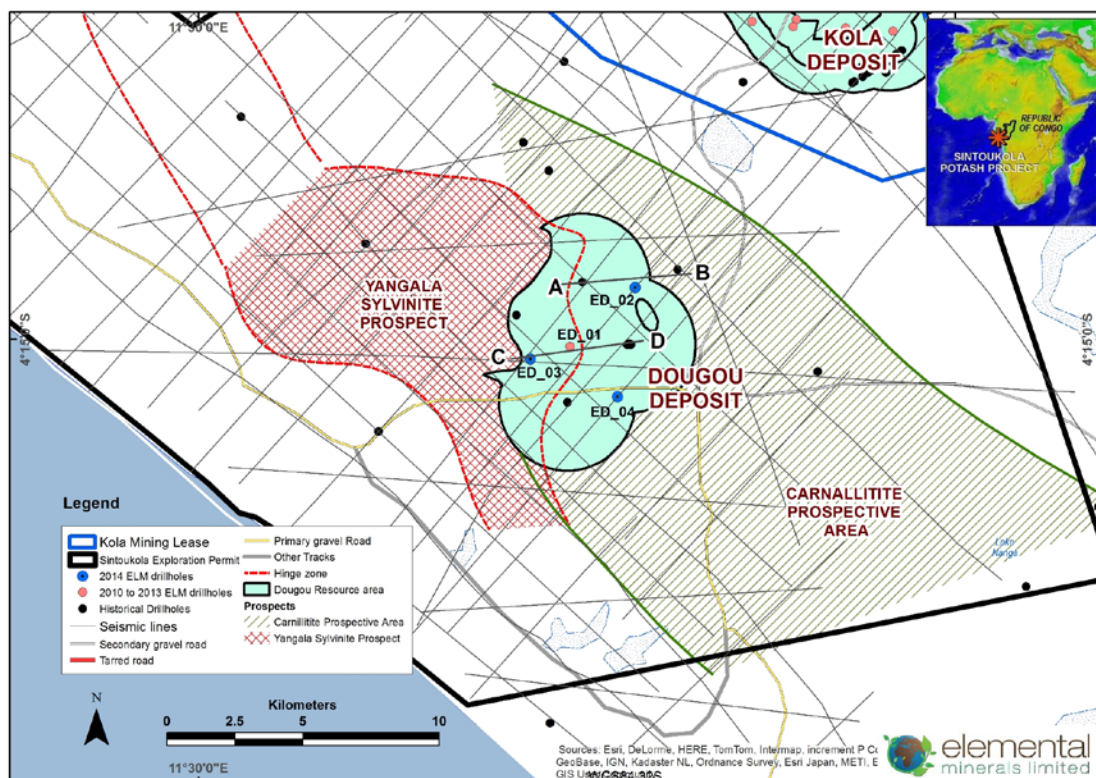 11°30'0"E
KOLA
DEPOSIT
REPUBLIC
OF CONGO
SINTOUKOLA
POTASH PROJECT
YANGALA
SYLVINITE
PROSPECT
A
B
ED_02
ED_01
D
C
ED_03
4°15'0"S
4°15'0"S
DOUGOU
DEPOSIT
ED_04
CARNALLITITE
PROSPECTIVE
AREA
Legend
Kola Mining Lease
Sintoukola Exploration Permit
2014 ELM drillholes
2010 to 2013 ELM drillholes
Historical Drillholes
Seismic lines
Secondary gravel road
Tarred road
Primary gravel Road
Other Tracks
Hinge zone
Dougou Resource area
Prospects
Carnillitite Prospective Area
Yangala Sylvinite Prospect
N
Kilometers
0 2.5 5 10
11°30'0"E
Sources: Esri, DeLorme, HERE, TomTom, Intermap, increment P
GeoBase, IGN, Kadaster NL, Ordnance Survey, Esri Japan, METI,
elemental
minerals limited